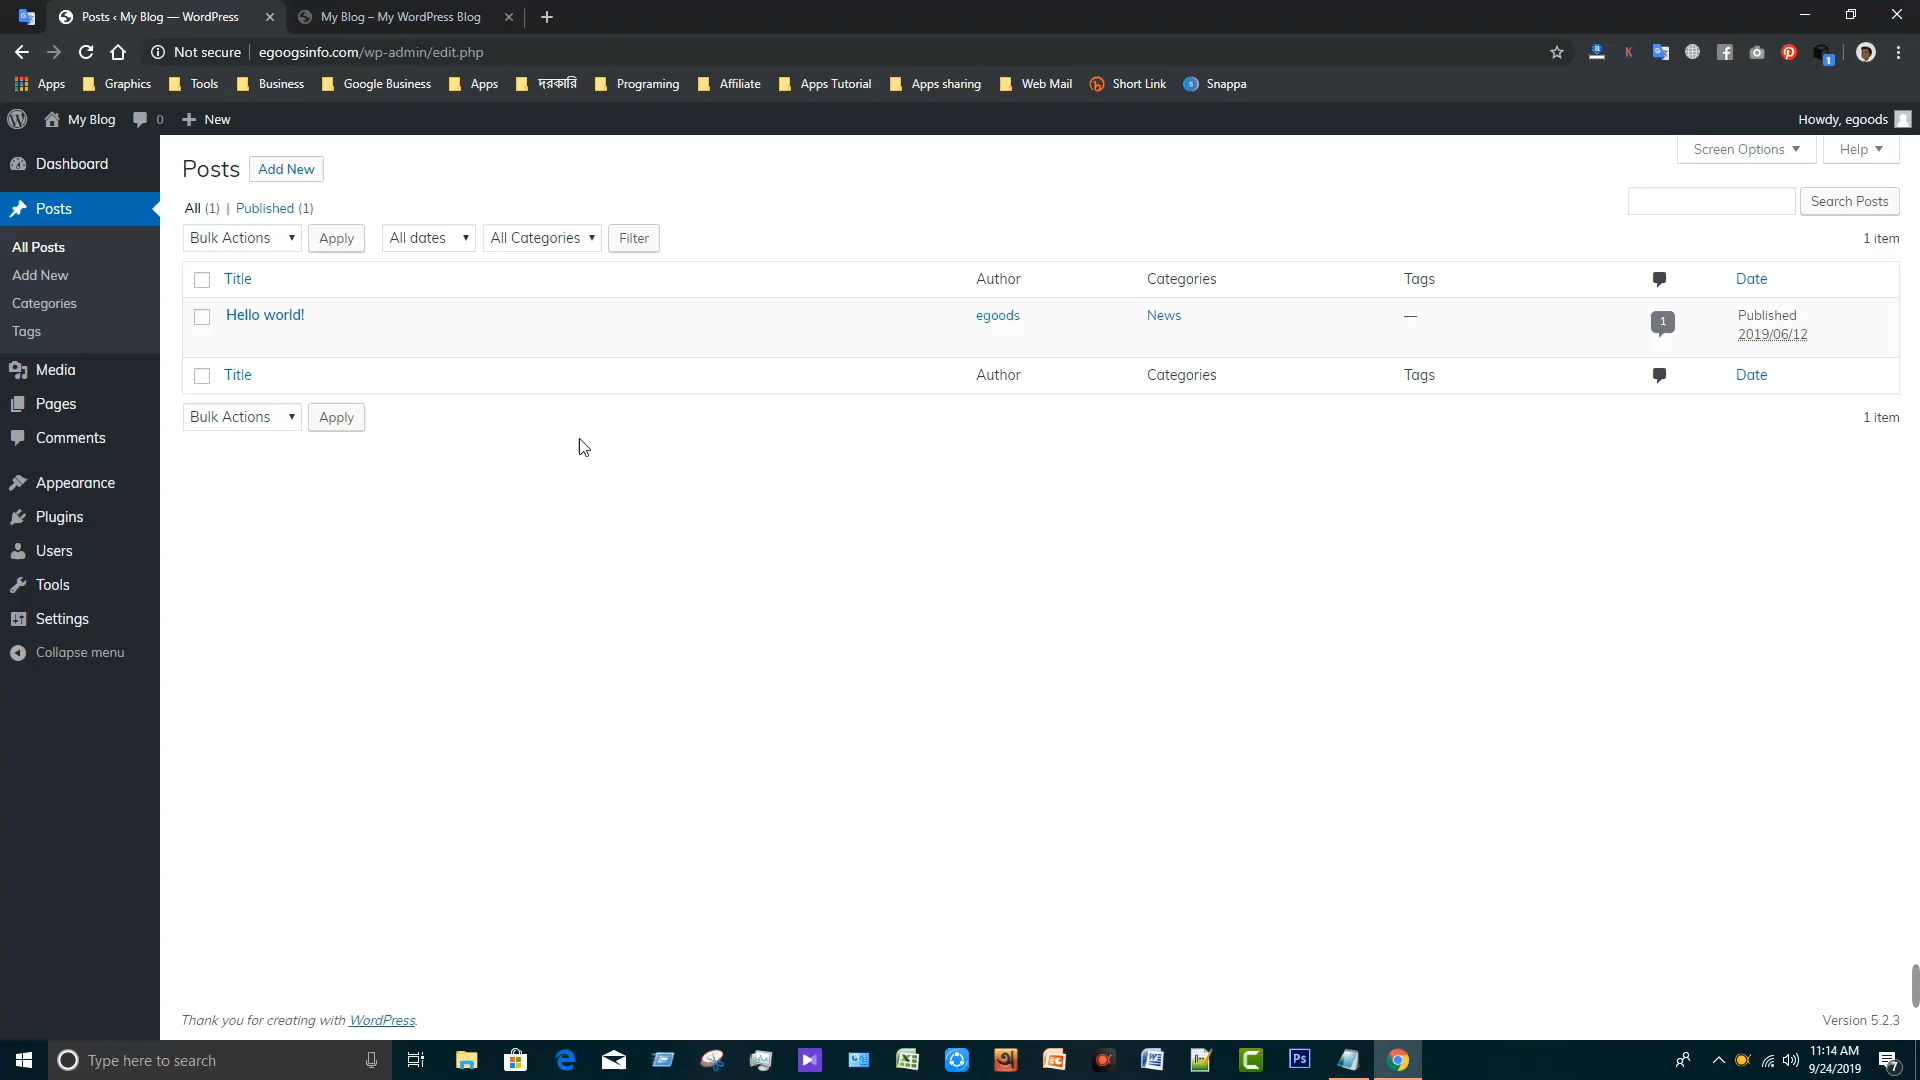 Posts ‹ My Blog — WordPress
My Blog – My WordPress Blog
Not secure
egoogsinfo.com/wp-admin/edit.php
Apps
Graphics
Tools
Business
Google Business
Apps
দরকারি
Programing
Affiliate
Apps Tutorial
Apps sharing
Web Mail
Short Link
Snappa
My Blog
0
New
Howdy, egoods
Dashboard
Posts
All Posts
Add New
Categories
Tags
Media
Pages
Comments
Appearance
Plugins
Users
Tools
Settings
Collapse menu
Posts
Add New
Screen Options
Help
All (1) | Published (1)
Search Posts
Bulk Actions
Apply
All dates
All Categories
Filter
1 item
Title
Author
Categories
Tags
Date
Hello world!
egoods
News
—
1
Published
2019/06/12
Title
Author
Categories
Tags
Date
Bulk Actions
Apply
1 item
Thank you for creating with WordPress.
Version 5.2.3
Type here to search
11:14 AM
9/24/2019
7